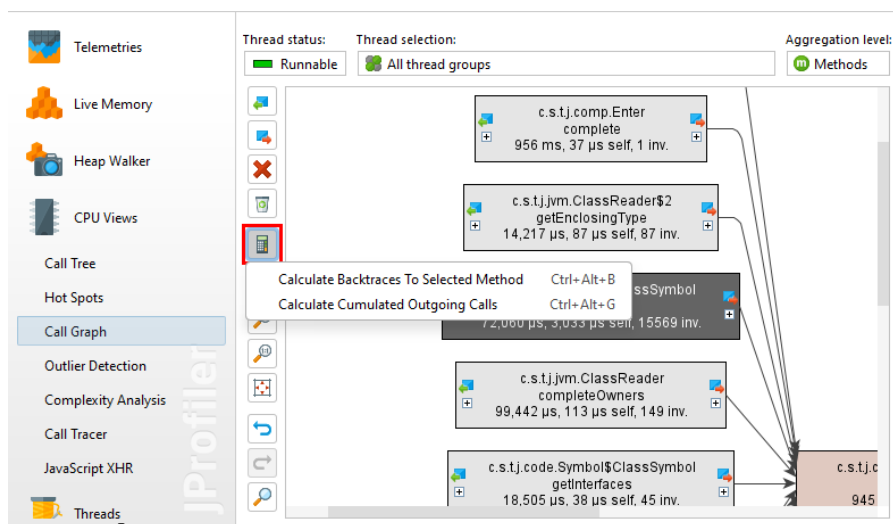 Telemetries
Live Memory
Heap Walker
CPU Views
Call Tree
Hot Spots
Call Graph
Outlier Detection
Complexity Analysis
Call Tracer
JavaScript XHR
Threads
JProfiler
Thread status:
Thread selection:
Aggregation level:
Runnable
All thread groups
m Methods
c.s.t.j.comp.Enter
complete
956 ms, 37 µs self, 1 inv.
c.s.t.j.jvm.ClassReader$2
getEnclosingType
14,217 µs, 87 µs self, 87 inv.
Calculate Backtraces To Selected Method Ctrl+Alt+B
Calculate Cumulated Outgoing Calls Ctrl+Alt+G
ssSymbol
72,060 µs, 3,033 µs self, 15569 inv.
c.s.t.j.jvm.ClassReader
completeOwners
99,442 µs, 113 µs self, 149 inv.
c.s.t.j.code.Symbol$ClassSymbol
getInterfaces
18,505 µs, 38 µs self, 45 inv.
c.s.t.j.c
945